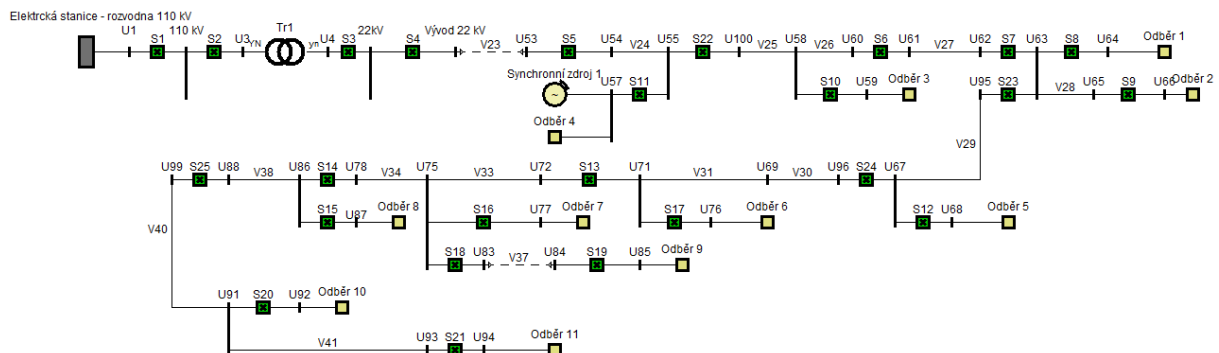 Elektrcká stanice - rozvodna 110 kV
U1 S1 110 kV S2 U3 YN Tr1 yn U4 S3 22kV S4 Vývod 22 kV V23 U53 S5 U54 V24 U55 S22 U100 V25 U58 V26 U60 S6 U61 V27 U62 S7 U63 S8 U64 Odběr 1
Synchronní zdroj 1 U57 S11 S10 U59 Odběr 3 U95 S23 V28 U65 S9 U66 Odběr 2
~
Odběr 4
V29
U99 S25 U88 V38 U86 S14 U78 V34 U75 V33 U72 S13 U71 V31 U69 V30 U96 S24 U67
S15 U87 Odběr 8 S16 U77 Odběr 7 S17 U76 Odběr 6 S12 U68 Odběr 5
V40
S18 U83 V37 U84 S19 U85 Odběr 9
U91 S20 U92 Odběr 10
V41 U93 S21 U94 Odběr 11